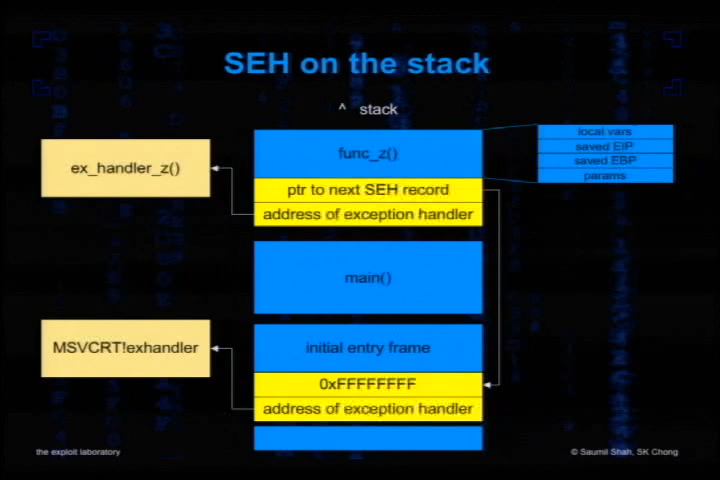 SEH on the stack
^ stack
func_z()
local vars
saved EIP
saved EBP
params
ex_handler_z()
ptr to next SEH record
address of exception handler
main()
MSVCRT!exhandler
initial entry frame
0xFFFFFFFF
address of exception handler
the exploit laboratory
© Saumil Shah, SK Chong